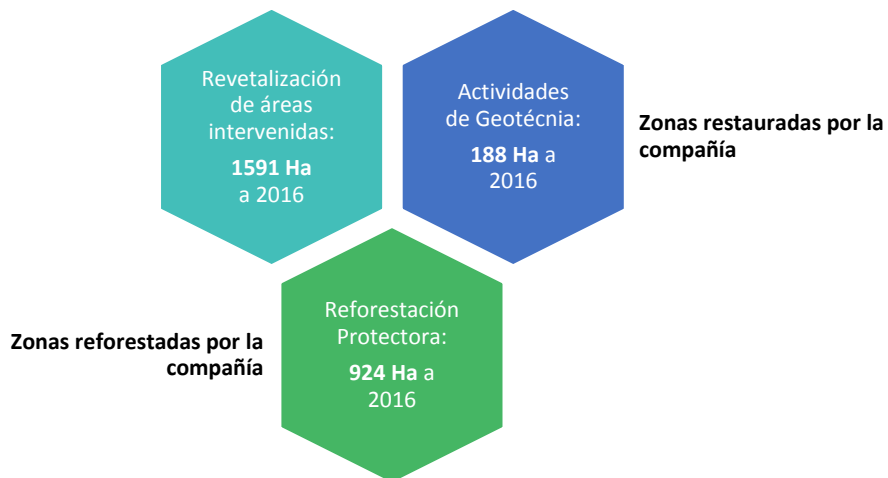 Revetalización
de áreas
intervenidas:
1591 Ha
a 2016
Actividades
de Geotécnia:
188 Ha a
2016
Zonas restauradas por la
compañía
Zonas reforestadas por la
compañía
Reforestación
Protectora:
924 Ha a
2016